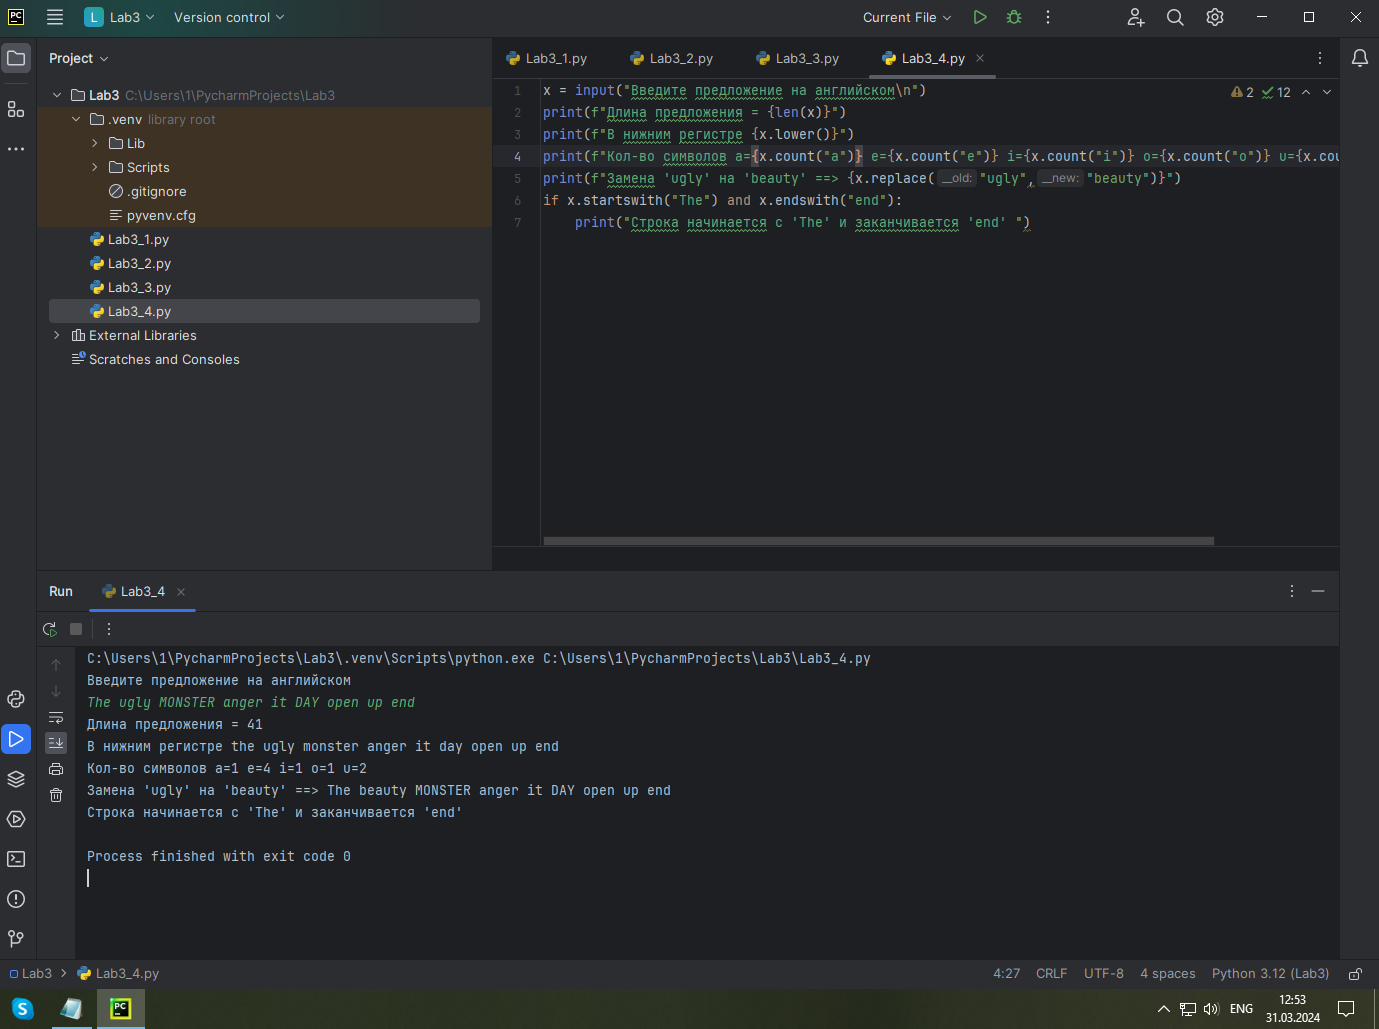 PC
L Lab3 Version control Current File
Project
Lab3 C:\Users\1\PycharmProjects\Lab3
.venv library root
Lib
Scripts
.gitignore
pyvenv.cfg
Lab3_1.py
Lab3_2.py
Lab3_3.py
Lab3_4.py
External Libraries
Scratches and Consoles
Lab3_1.py Lab3_2.py Lab3_3.py Lab3_4.py
2 12
1 x = input("Введите предложение на английском\n")
2 print(f"Длина предложения = {len(x)}")
3 print(f"В нижним регистре {x.lower()}")
4 print(f"Кол-во символов a={x.count("a")} e={x.count("e")} i={x.count("i")} o={x.count("o")} u={x.cou
5 print(f"Замена 'ugly' на 'beauty' ==> {x.replace( __old: "ugly", __new: "beauty")}")
6 if x.startswith("The") and x.endswith("end"):
7 print("Строка начинается с 'The' и заканчивается 'end' ")
Run Lab3_4
C:\Users\1\PycharmProjects\Lab3\.venv\Scripts\python.exe C:\Users\1\PycharmProjects\Lab3\Lab3_4.py
Введите предложение на английском
The ugly MONSTER anger it DAY open up end
Длина предложения = 41
В нижним регистре the ugly monster anger it day open up end
Кол-во символов a=1 e=4 i=1 o=1 u=2
Замена 'ugly' на 'beauty' ==> The beauty MONSTER anger it DAY open up end
Строка начинается с 'The' и заканчивается 'end'
Process finished with exit code 0
Lab3 Lab3_4.py 4:27 CRLF UTF-8 4 spaces Python 3.12 (Lab3)
S PC ENG 12:53
31.03.2024